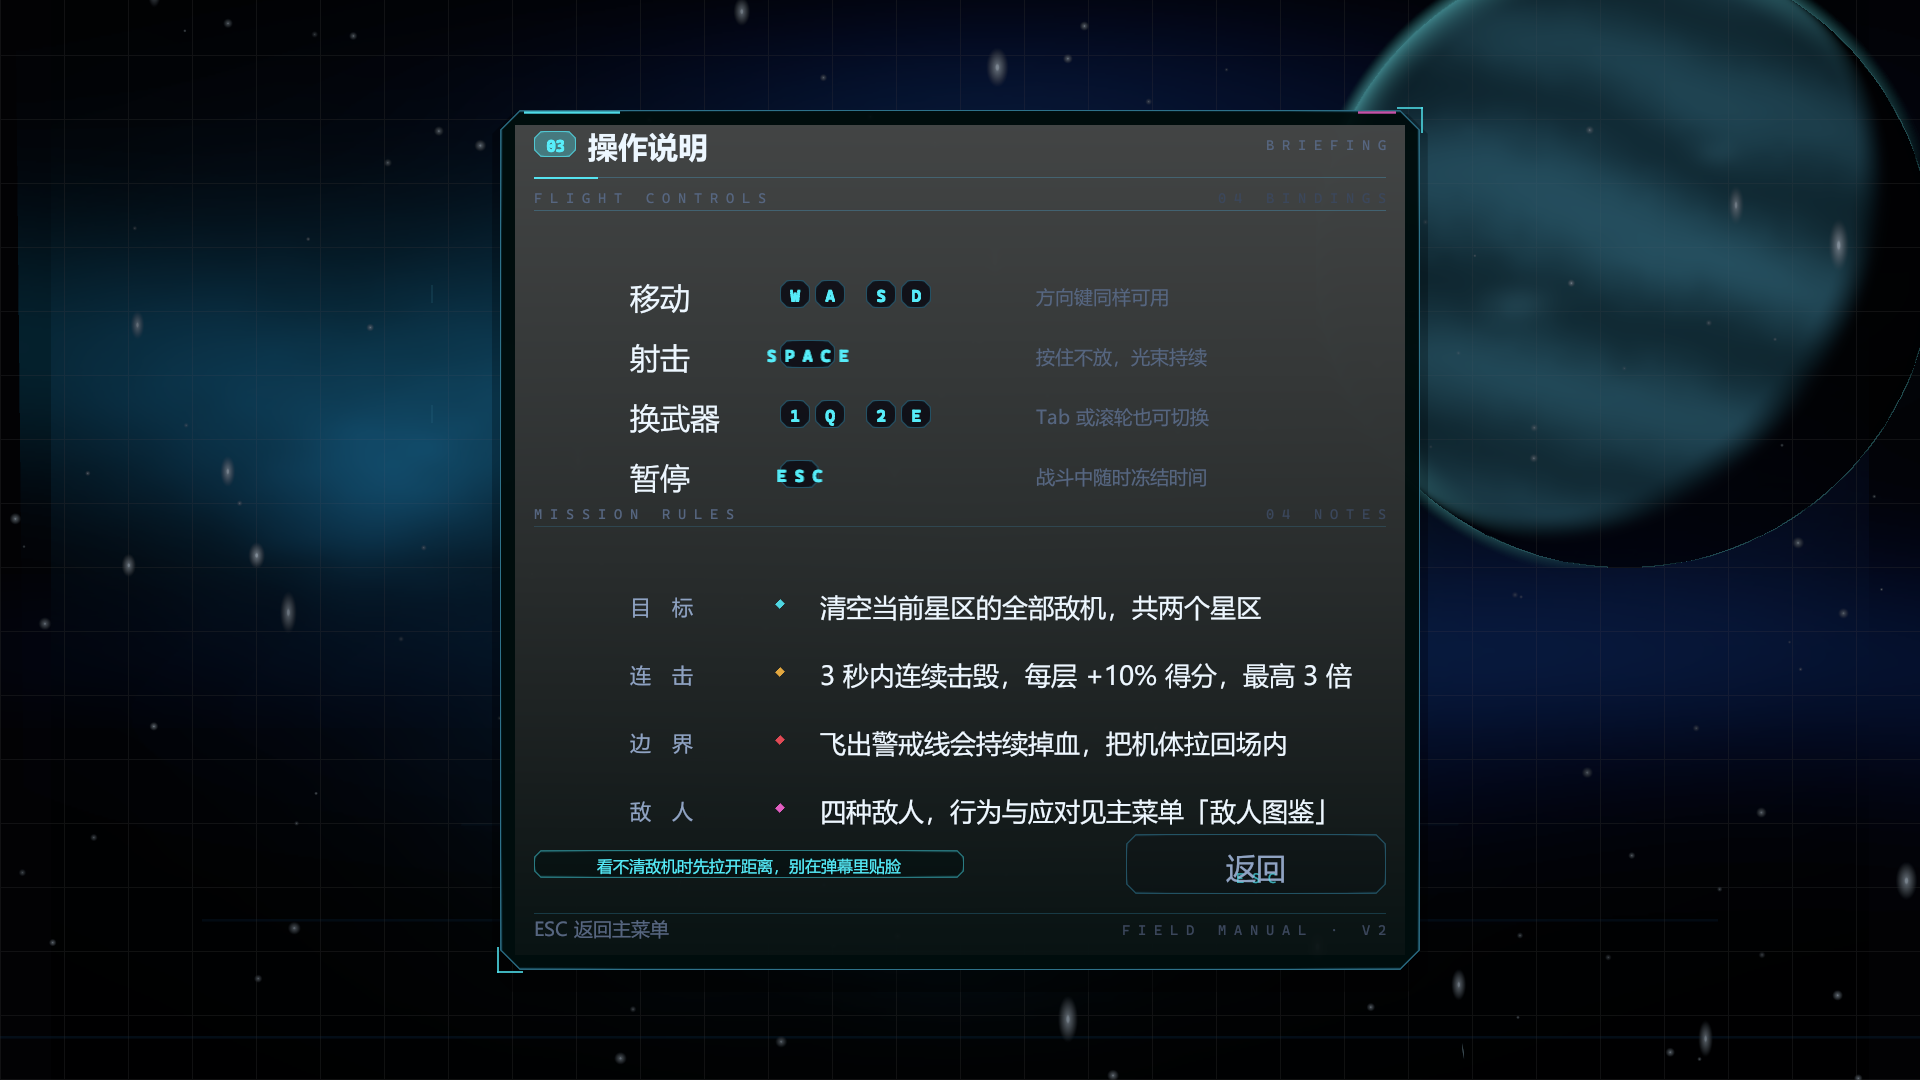 03 操作说明 BRIEFING
FLIGHT CONTROLS 04 BINDINGS
移动 W A S D 方向键同样可用
射击 SPACE 按住不放，光束持续
换武器 1 Q 2 E Tab 或滚轮也可切换
暂停 ESC 战斗中随时冻结时间
MISSION RULES 04 NOTES
目标 清空当前星区的全部敌机，共两个星区
连击 3 秒内连续击毁，每层 +10% 得分，最高 3 倍
边界 飞出警戒线会持续掉血，把机体拉回场内
敌人 四种敌人，行为与应对见主菜单「敌人图鉴」
看不清敌机时先拉开距离，别在弹幕里贴脸
返回
ESC
ESC 返回主菜单 FIELD MANUAL · V2